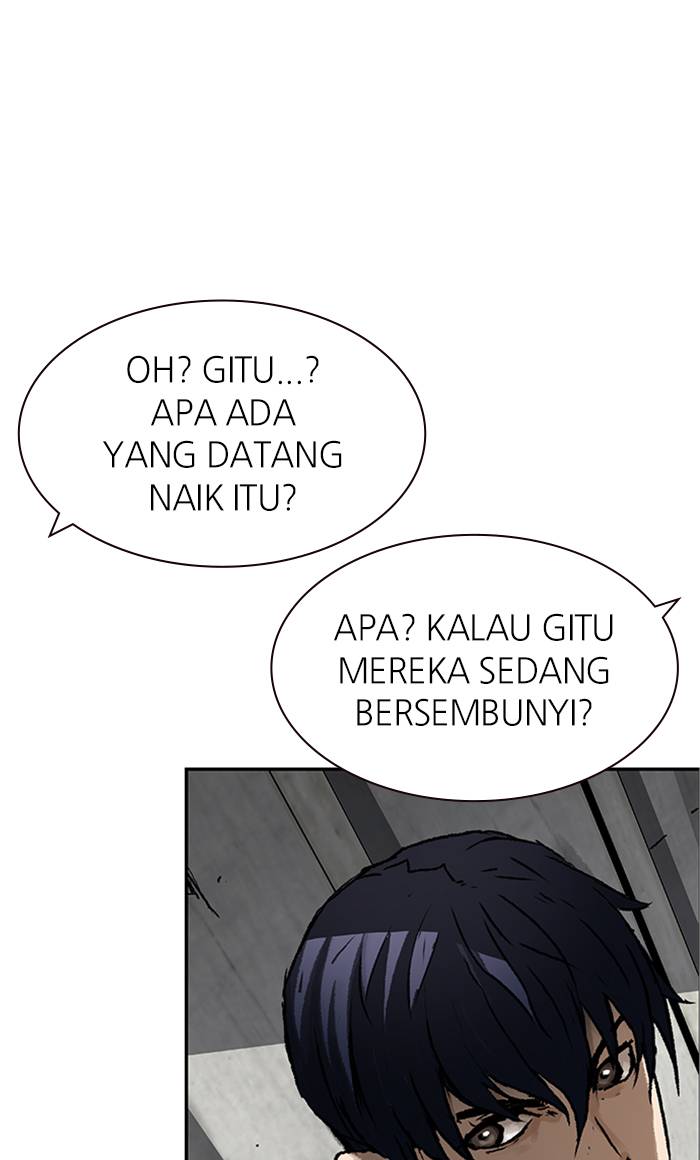 OH? GITU...?
APA ADA
YANG DATANG
NAIK ITU?
APA? KALAU GITU
MEREKA SEDANG
BERSEMBUNYI?